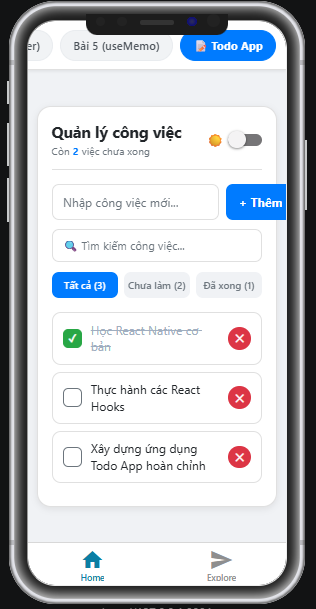 er)
Bài 5 (useMemo)
📝 Todo App
Quản lý công việc
Còn 2 việc chưa xong
Nhập công việc mới...
+ Thêm
🔍 Tìm kiếm công việc...
Tất cả (3)
Chưa làm (2)
Đã xong (1)
Học React Native cơ
bản
Thực hành các React
Hooks
Xây dựng ứng dụng
Todo App hoàn chỉnh
Home
Explore